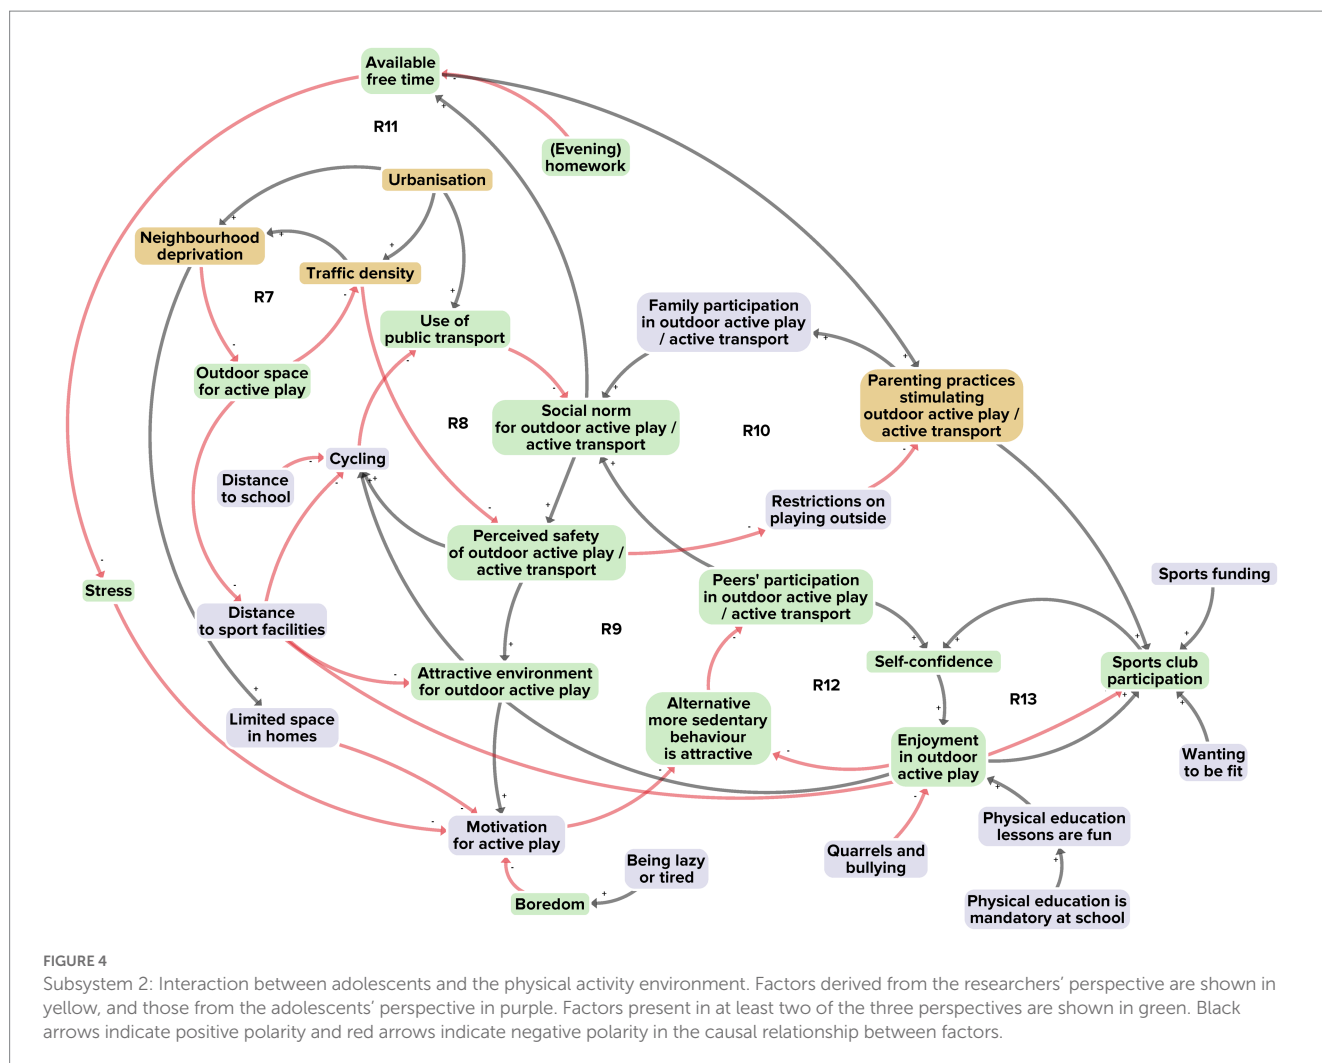 Available
free time
R11
(Evening)
homework
Urbanisation
Neighbourhood
deprivation
Traffic density
R7
Use of
public transport
Family participation
in outdoor active play
/ active transport
Outdoor space
for active play
Parenting practices
stimulating
outdoor active play /
active transport
Social norm
for outdoor active play /
active transport
R8
R10
Cycling
Distance
to school
Restrictions on
playing outside
Perceived safety
of outdoor active play /
active transport
Stress
Peers' participation
in outdoor active play
/ active transport
Sports funding
Distance
to sport facilities
R9
Self-confidence
Sports club
participation
Attractive environment
for outdoor active play
R12
R13
Limited space
in homes
Alternative
more sedentary
behaviour
is attractive
Enjoyment
in outdoor
active play
Wanting
to be fit
Motivation
for active play
Physical education
lessons are fun
Quarrels and
bullying
Being lazy
or tired
Boredom
Physical education is
mandatory at school
FIGURE 4
Subsystem 2: Interaction between adolescents and the physical activity environment. Factors derived from the researchers' perspective are shown in
yellow, and those from the adolescents' perspective in purple. Factors present in at least two of the three perspectives are shown in green. Black
arrows indicate positive polarity and red arrows indicate negative polarity in the causal relationship between factors.